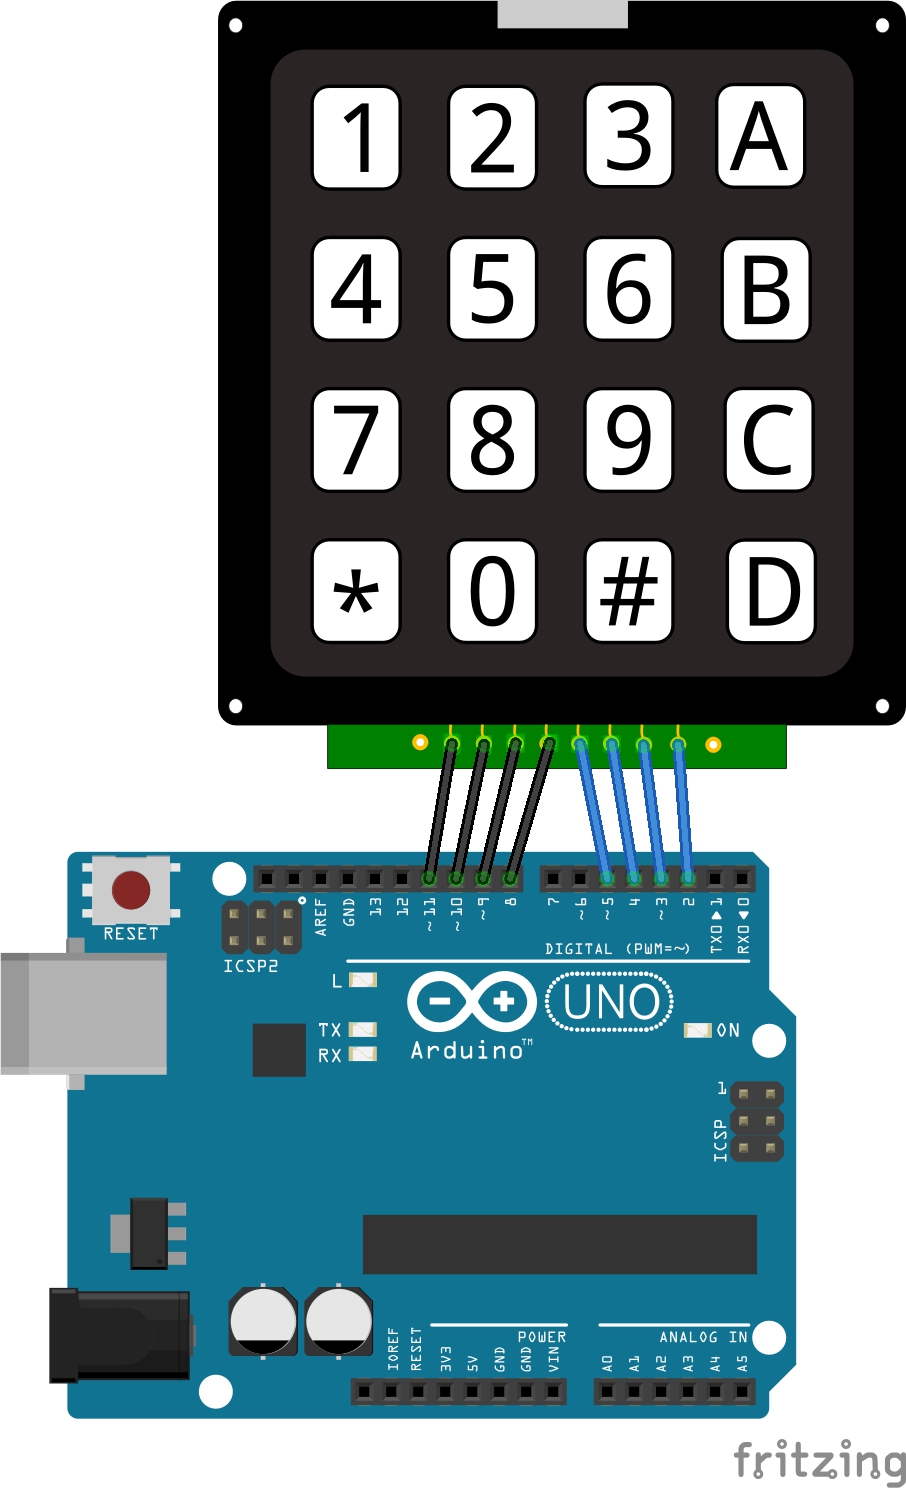 1 2 3 A
4 5 6 B
7 8 9 C
* 0 # D
RESET
ICSP2
AREF
GND
13
12
~11
~10
~9
8
7
~6
~5
4
~3
2
TX0▶1
RX0◀0
DIGITAL (PWM=~)
L
TX
RX
Arduino™
UNO
ON
1
ICSP
IOREF
RESET
3V3
5V
GND
GND
VIN
POWER
A0
A1
A2
A3
A4
A5
ANALOG IN
fritzing